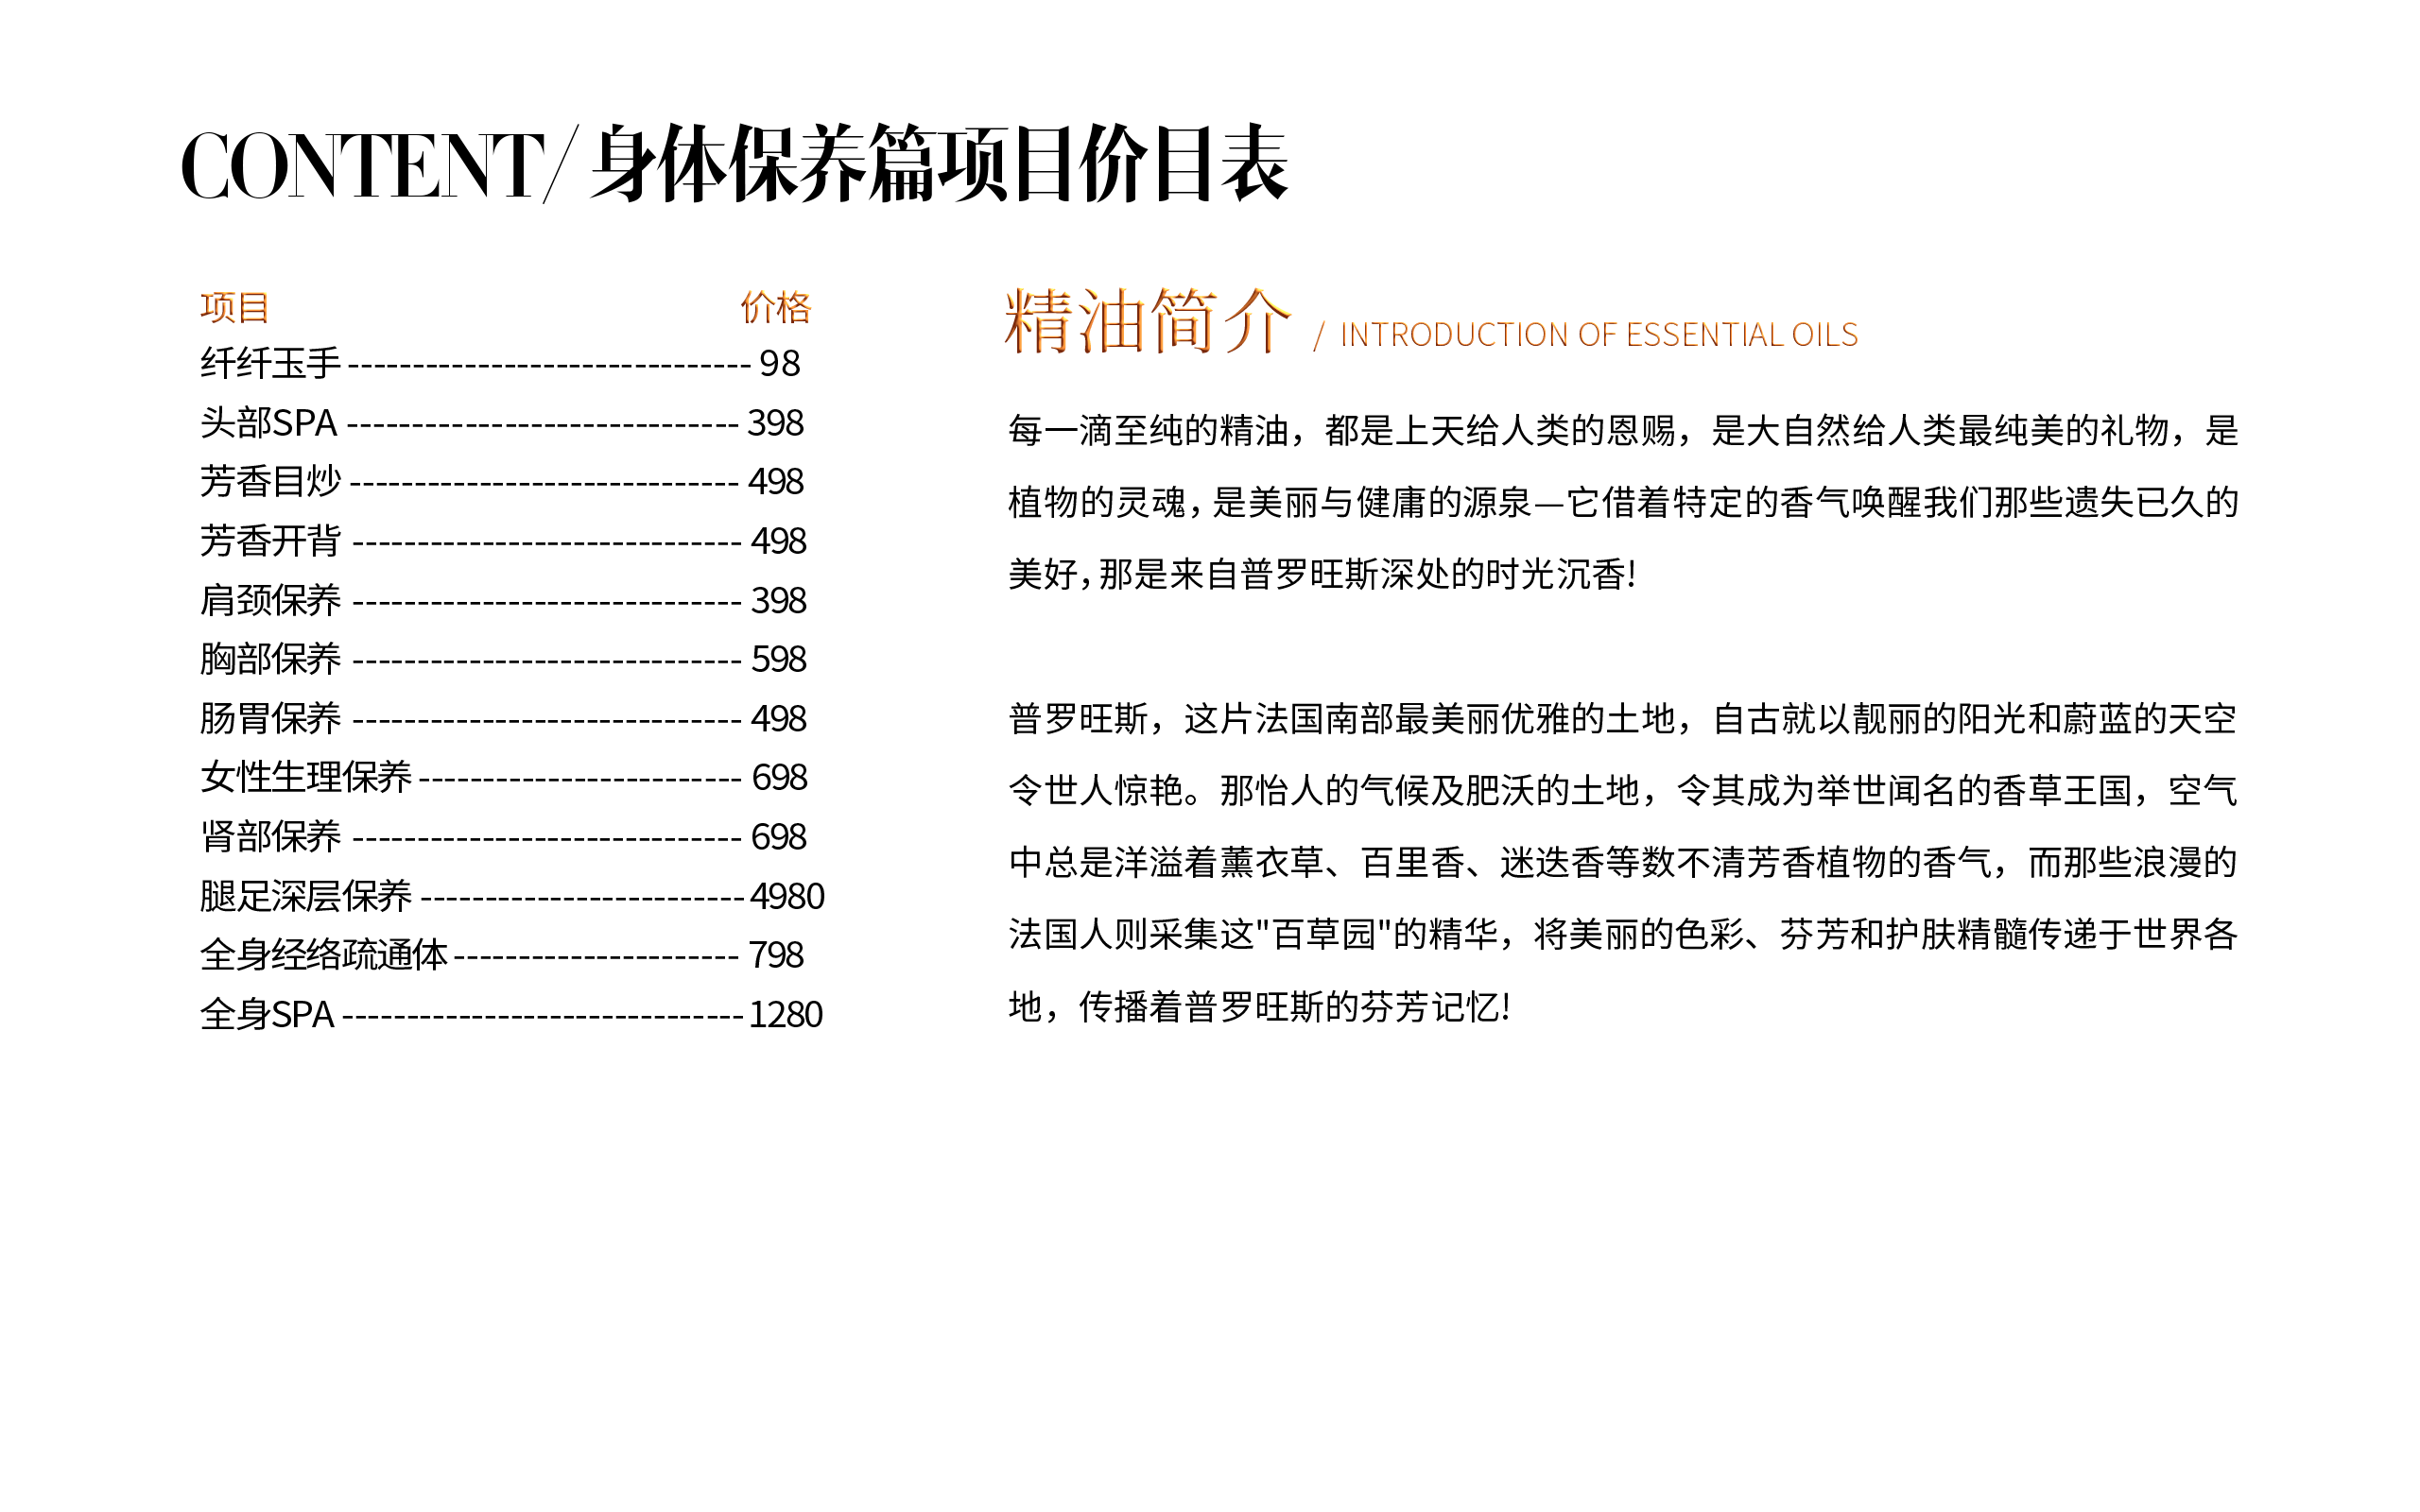 CONTENT/ 身体保养篇项目价目表
项目 价格
纤纤玉手 ------------------------------- 98
头部SPA ------------------------------ 398
芳香目炒 ------------------------------ 498
芳香开背 ------------------------------ 498
肩颈保养 ------------------------------ 398
胸部保养 ------------------------------ 598
肠胃保养 ------------------------------ 498
女性生理保养 ------------------------- 698
肾部保养 ------------------------------ 698
腿足深层保养 ------------------------- 4980
全身经络疏通体 ---------------------- 798
全身SPA ------------------------------- 1280
精油简介 / INTRODUCTION OF ESSENTIAL OILS
每一滴至纯的精油，都是上天给人类的恩赐，是大自然给人类最纯美的礼物，是
植物的灵魂，是美丽与健庸的源泉—它借着特定的香气唤醒我们那些遗失已久的
美好，那是来自普罗旺斯深处的时光沉香!
普罗旺斯，这片法国南部最美丽优雅的土地，自古就以靓丽的阳光和蔚蓝的天空
令世人惊艳。那怡人的气候及肥沃的土地，令其成为举世闻名的香草王国，空气
中总是洋溢着薰衣草、百里香、迷迭香等数不清芳香植物的香气，而那些浪漫的
法国人则采集这"百草园"的精华，将美丽的色彩、芬芳和护肤精髓传递于世界各
地，传播着普罗旺斯的芬芳记忆!